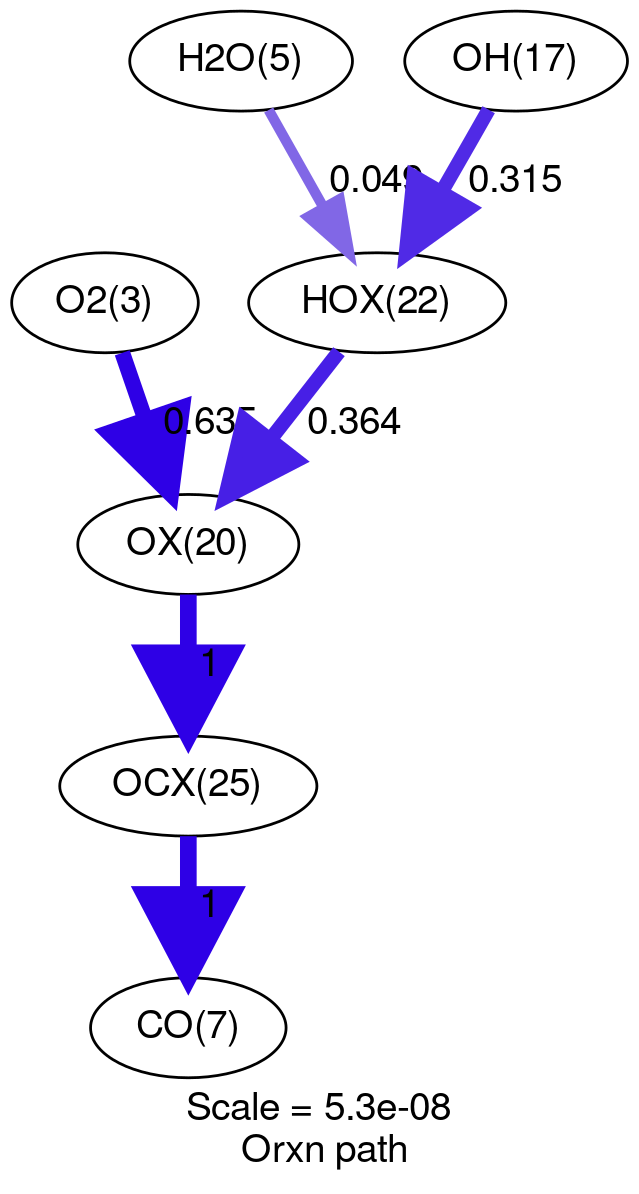 H2O(5) OH(17)
0.049 0.315
O2(3) HOX(22)
0.635 0.364
OX(20)
1
OCX(25)
1
CO(7)
Scale = 5.3e-08
Orxn path